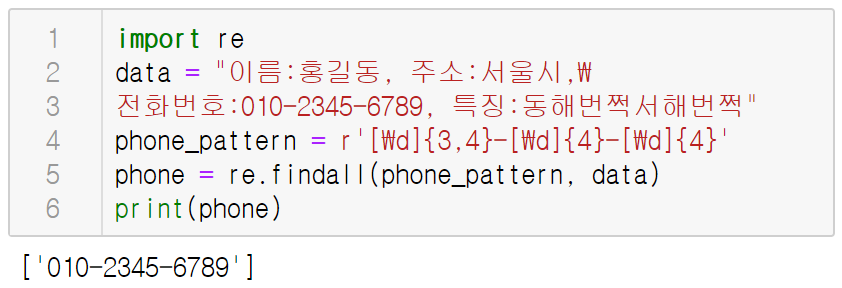 1 import re
2 data = "이름:홍길동, 주소:서울시,₩
3 전화번호:010-2345-6789, 특징:동해번쩍서해번쩍"
4 phone_pattern = r'[₩d]{3,4}-[₩d]{4}-[₩d]{4}'
5 phone = re.findall(phone_pattern, data)
6 print(phone)
['010-2345-6789']